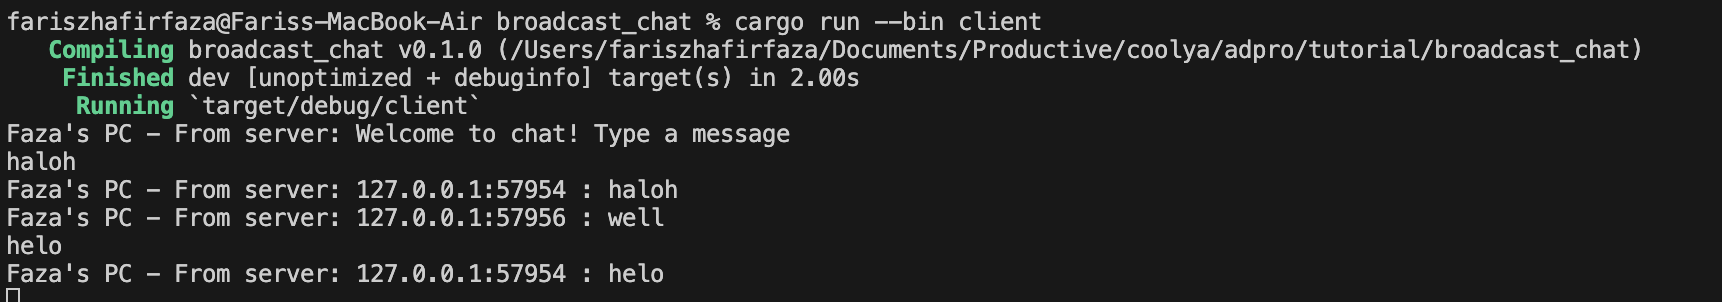 fariszhafirfaza@Fariss-MacBook-Air broadcast_chat % cargo run --bin client
Compiling broadcast_chat v0.1.0 (/Users/fariszhafirfaza/Documents/Productive/coolya/adpro/tutorial/broadcast_chat)
Finished dev [unoptimized + debuginfo] target(s) in 2.00s
Running `target/debug/client`
Faza's PC - From server: Welcome to chat! Type a message
haloh
Faza's PC - From server: 127.0.0.1:57954 : haloh
Faza's PC - From server: 127.0.0.1:57956 : well
helo
Faza's PC - From server: 127.0.0.1:57954 : helo